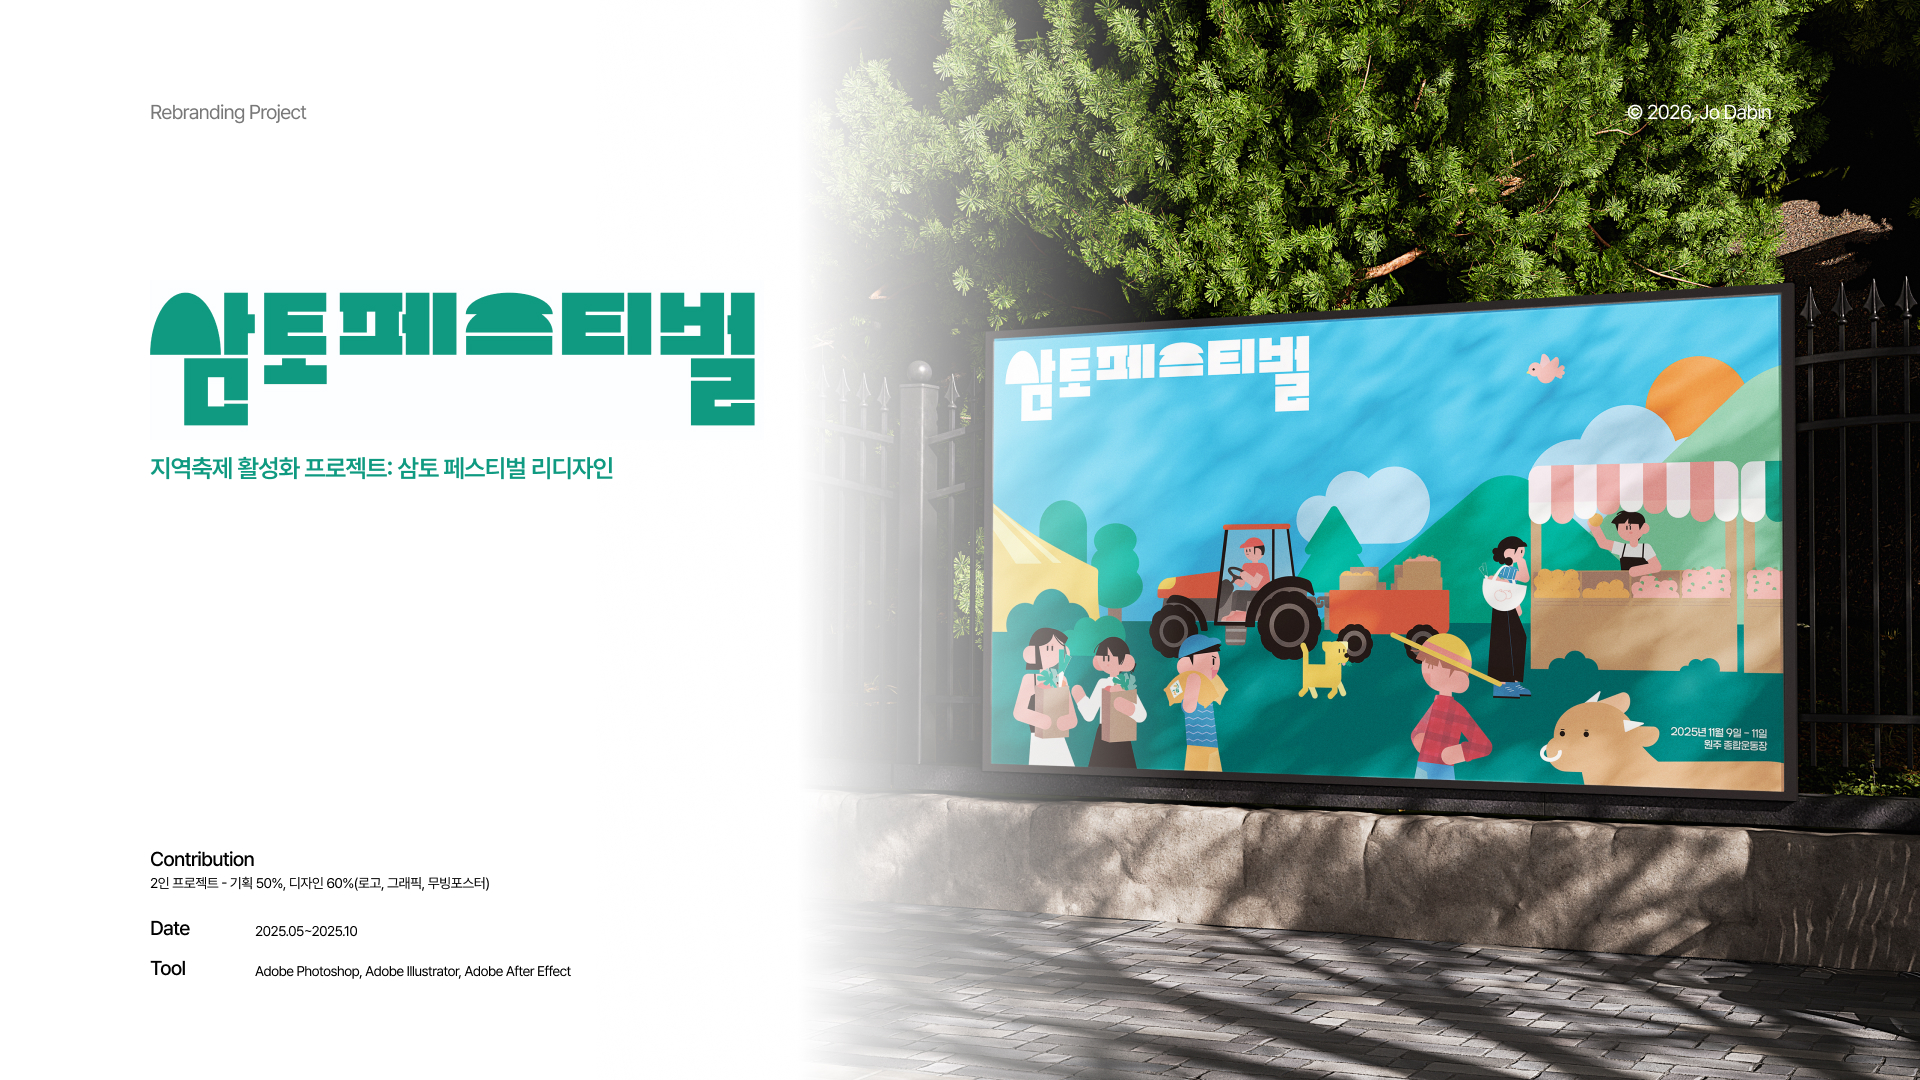 Rebranding Project
© 2026, Jo Dabin
삼토페스티벌
지역축제 활성화 프로젝트: 삼토 페스티벌 리디자인
Contribution
2인 프로젝트 - 기획 50%, 디자인 60%(로고, 그래픽, 무빙포스터)
Date 2025.05~2025.10
Tool Adobe Photoshop, Adobe Illustrator, Adobe After Effect
삼토페스티벌
2025년 11월 9일 - 11일
원주 종합운동장